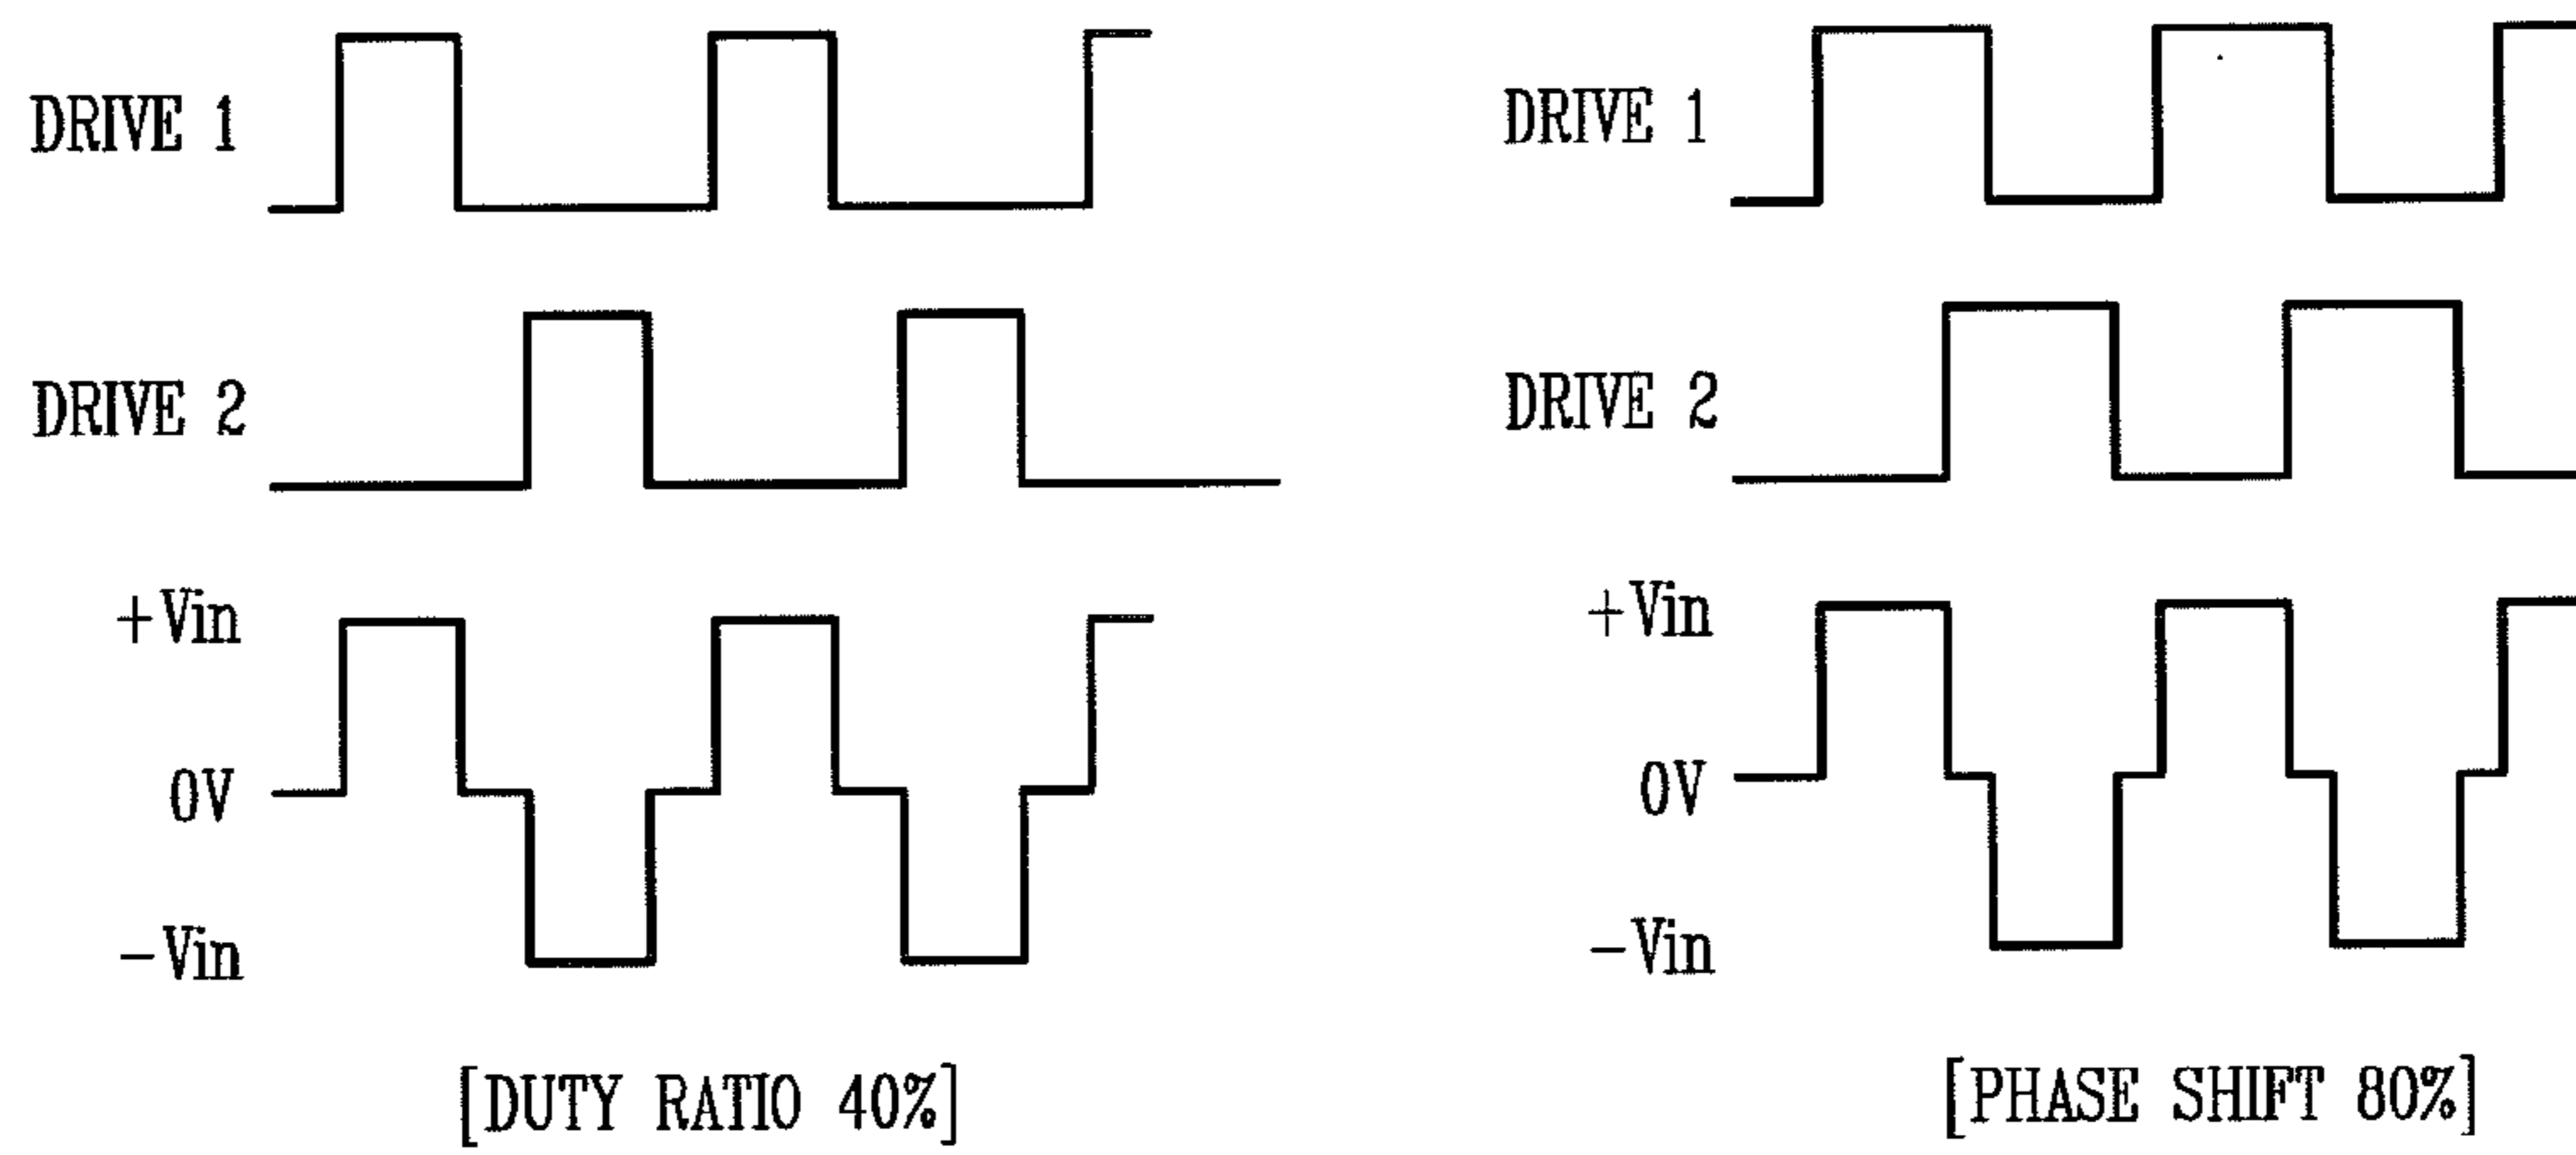 DRIVE 1
DRIVE 2
+Vin
0V
-Vin
[DUTY RATIO 40%]
DRIVE 1
DRIVE 2
+Vin
0V
-Vin
[PHASE SHIFT 80%]